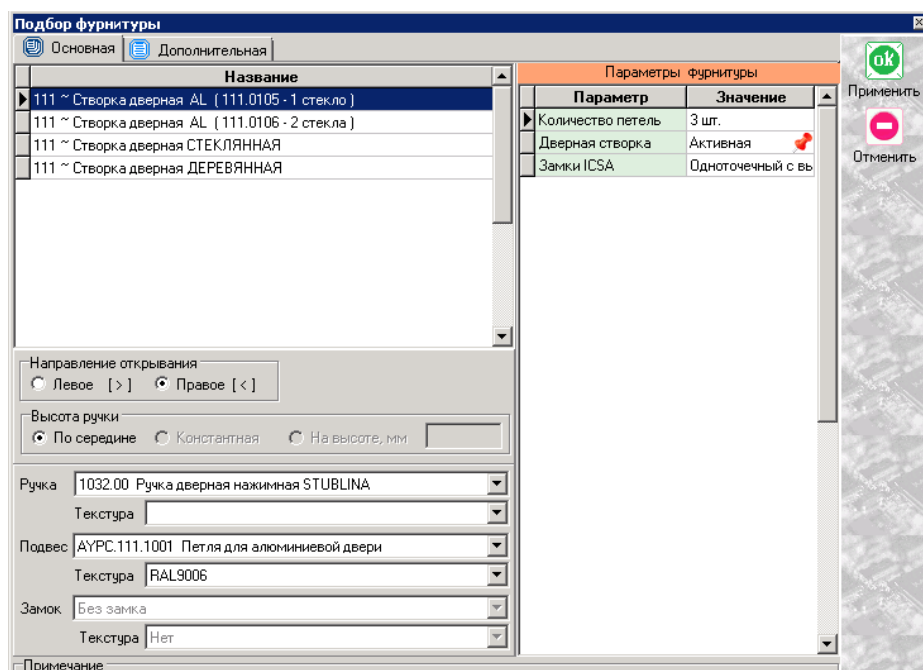 Подбор фурнитуры
Основная
Дополнительная
Название
111 ~ Створка дверная AL ( 111.0105 - 1 стекло )
111 ~ Створка дверная AL ( 111.0106 - 2 стекла )
111 ~ Створка дверная СТЕКЛЯННАЯ
111 ~ Створка дверная ДЕРЕВЯННАЯ
Параметры фурнитуры
Параметр Значение
Количество петель 3 шт.
Дверная створка Активная
Замки ICSA Одноточечный с вы
ok
Применить
Отменить
Направление открывания
Левое [ > ] Правое [ < ]
Высота ручки
По середине Константная На высоте, мм
Ручка 1032.00 Ручка дверная нажимная STUBLINA
Текстура
Подвес AYPC.111.1001 Петля для алюминиевой двери
Текстура RAL9006
Замок Без замка
Текстура Нет
Примечание